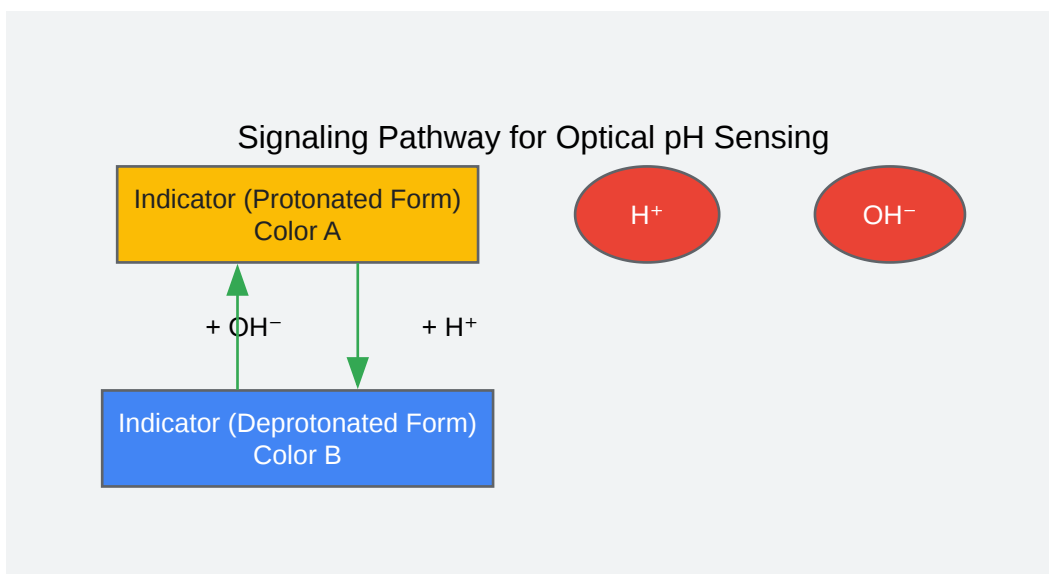 Signaling Pathway for Optical pH Sensing
Indicator (Protonated Form)
Color A
H⁺
OH⁻
+ OH⁻
+ H⁺
Indicator (Deprotonated Form)
Color B